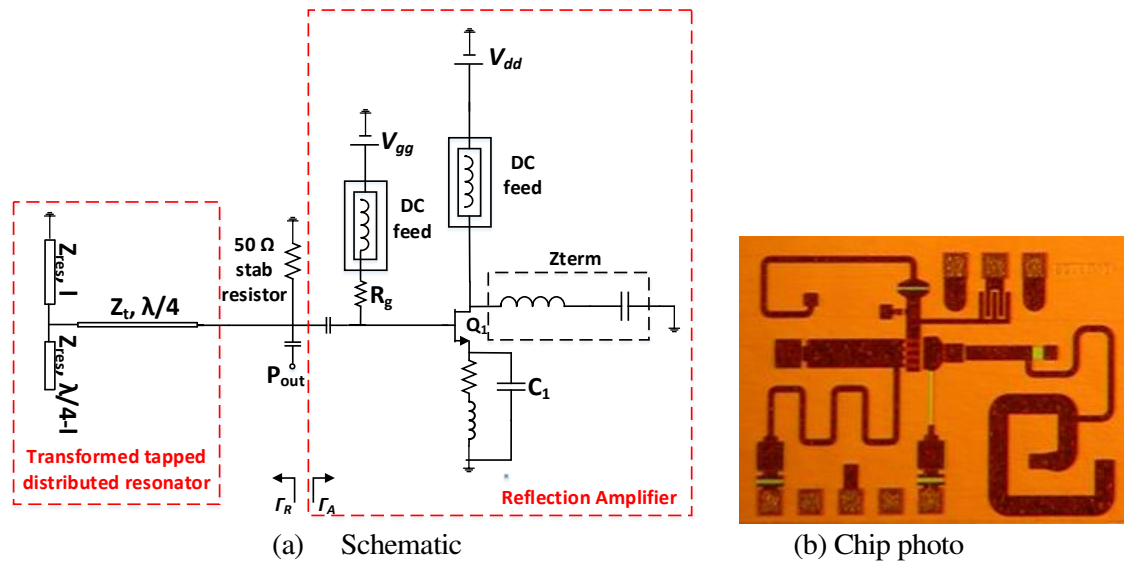 V_dd
V_gg
DC
feed
DC
feed
50 Ω
stab
resistor
R_g
Zterm
Z_res, l
Z_t, λ/4
Q_1
Z_res, λ/4-l
P_out
C_1
Transformed tapped
distributed resonator
Γ_R
Γ_A
Reflection Amplifier
(a) Schematic
(b) Chip photo